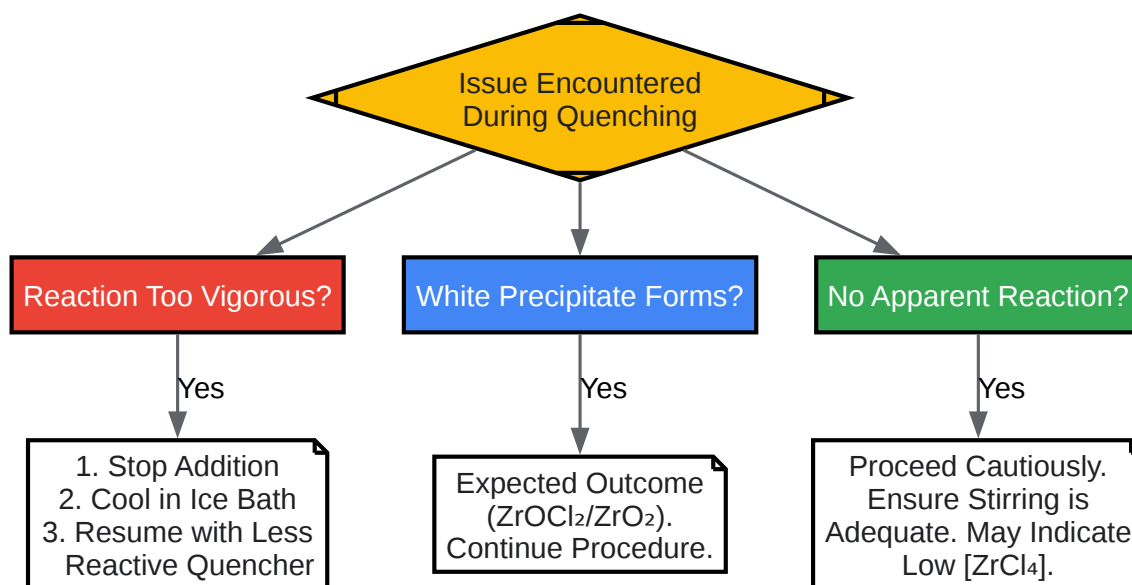 Issue Encountered
During Quenching
Reaction Too Vigorous?
White Precipitate Forms?
No Apparent Reaction?
Yes
Yes
Yes
1. Stop Addition
2. Cool in Ice Bath
3. Resume with Less
Reactive Quencher
Expected Outcome
(ZrOCl₂/ZrO₂).
Continue Procedure.
Proceed Cautiously.
Ensure Stirring is
Adequate. May Indicate
Low [ZrCl₄].